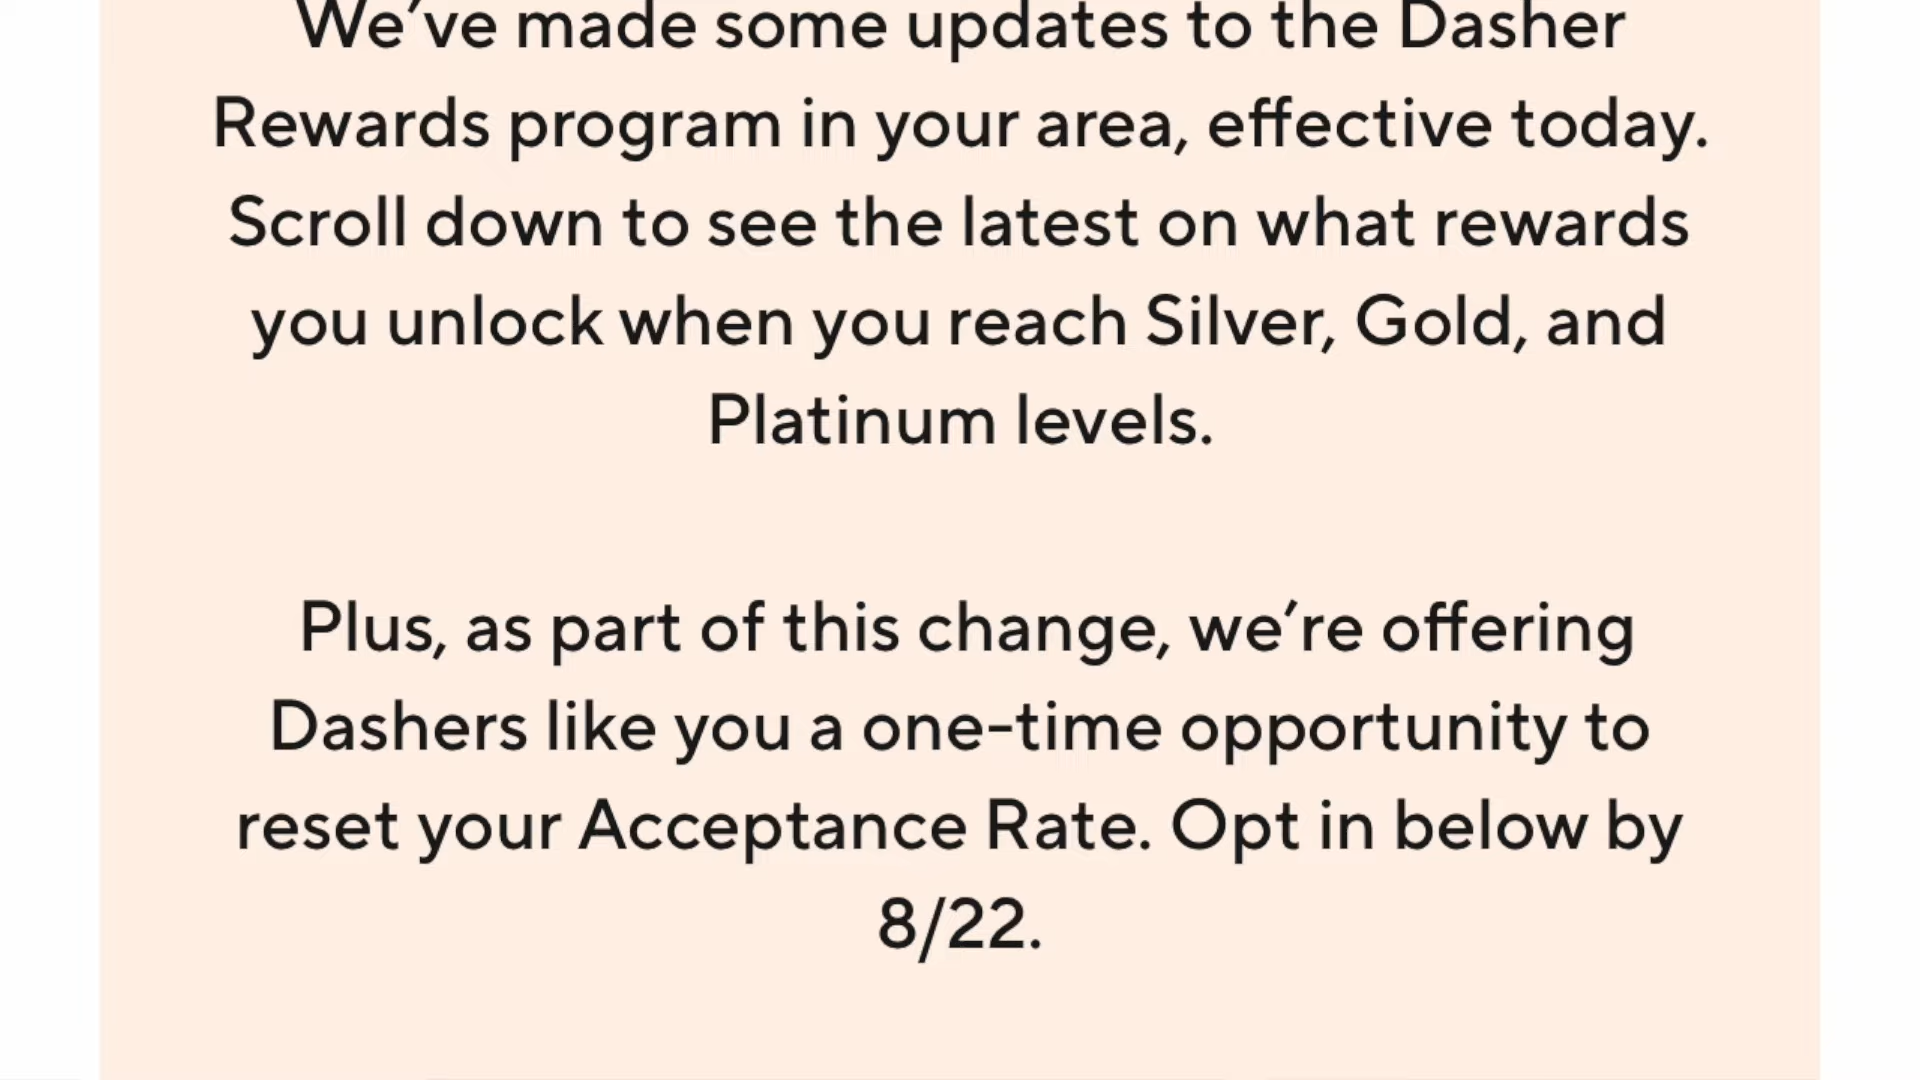 We’ve made some updates to the Dasher
Rewards program in your area, effective today.
Scroll down to see the latest on what rewards
you unlock when you reach Silver, Gold, and
Platinum levels.
Plus, as part of this change, we’re offering
Dashers like you a one-time opportunity to
reset your Acceptance Rate. Opt in below by
8/22.